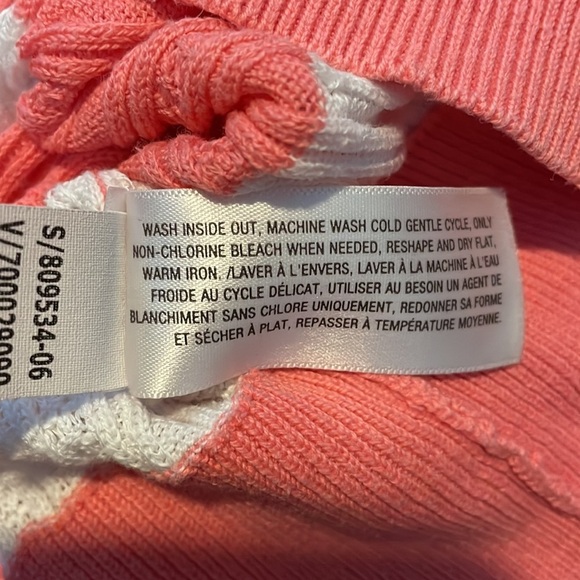 WASH INSIDE OUT, MACHINE WASH COLD GENTLE CYCLE, ONLY
NON-CHLORINE BLEACH WHEN NEEDED, RESHAPE AND DRY FLAT,
WARM IRON. /LAVER À L'ENVERS, LAVER À LA MACHINE À L'EAU
FROIDE AU CYCLE DÉLICAT, UTILISER AU BESOIN UN AGENT DE
BLANCHIMENT SANS CHLORE UNIQUEMENT, REDONNER SA FORME
ET SÉCHER À PLAT, REPASSER À TEMPÉRATURE MOYENNE.
S/809534-06